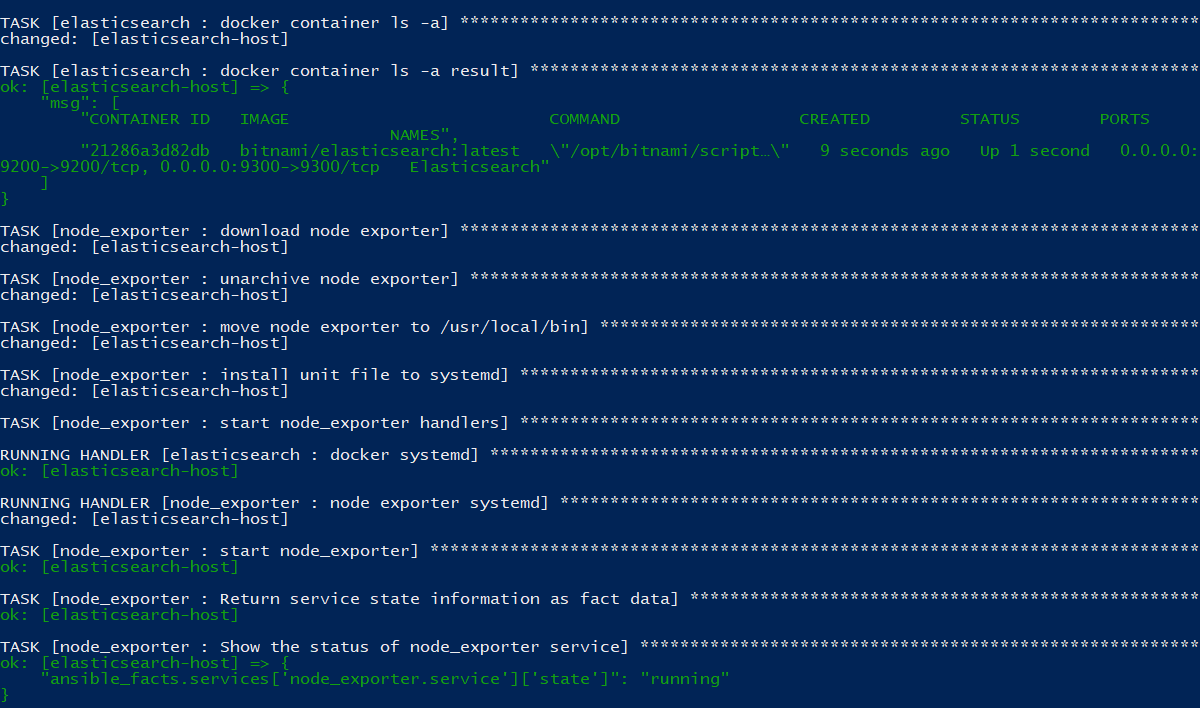 TASK [elasticsearch : docker container ls -a] **************************************************************************
changed: [elasticsearch-host]
TASK [elasticsearch : docker container ls -a result] *******************************************************************
ok: [elasticsearch-host] => {
    "msg": [
        "CONTAINER ID   IMAGE                          COMMAND                  CREATED         STATUS        PORTS
                                       NAMES",
        "21286a3d82db   bitnami/elasticsearch:latest   \"/opt/bitnami/script…\"   9 seconds ago   Up 1 second   0.0.0.0:
9200->9200/tcp, 0.0.0.0:9300->9300/tcp   Elasticsearch"
    ]
}
TASK [node_exporter : download node exporter] **************************************************************************
changed: [elasticsearch-host]
TASK [node_exporter : unarchive node exporter] *************************************************************************
changed: [elasticsearch-host]
TASK [node_exporter : move node exporter to /usr/local/bin] ************************************************************
changed: [elasticsearch-host]
TASK [node_exporter : install unit file to systemd] ********************************************************************
changed: [elasticsearch-host]
TASK [node_exporter : start node_exporter handlers] ********************************************************************
RUNNING HANDLER [elasticsearch : docker systemd] ***********************************************************************
ok: [elasticsearch-host]
RUNNING HANDLER [node_exporter : node exporter systemd] ****************************************************************
changed: [elasticsearch-host]
TASK [node_exporter : start node_exporter] *****************************************************************************
ok: [elasticsearch-host]
TASK [node_exporter : Return service state information as fact data] ***************************************************
ok: [elasticsearch-host]
TASK [node_exporter : Show the status of node_exporter service] ********************************************************
ok: [elasticsearch-host] => {
    "ansible_facts.services['node_exporter.service']['state']": "running"
}